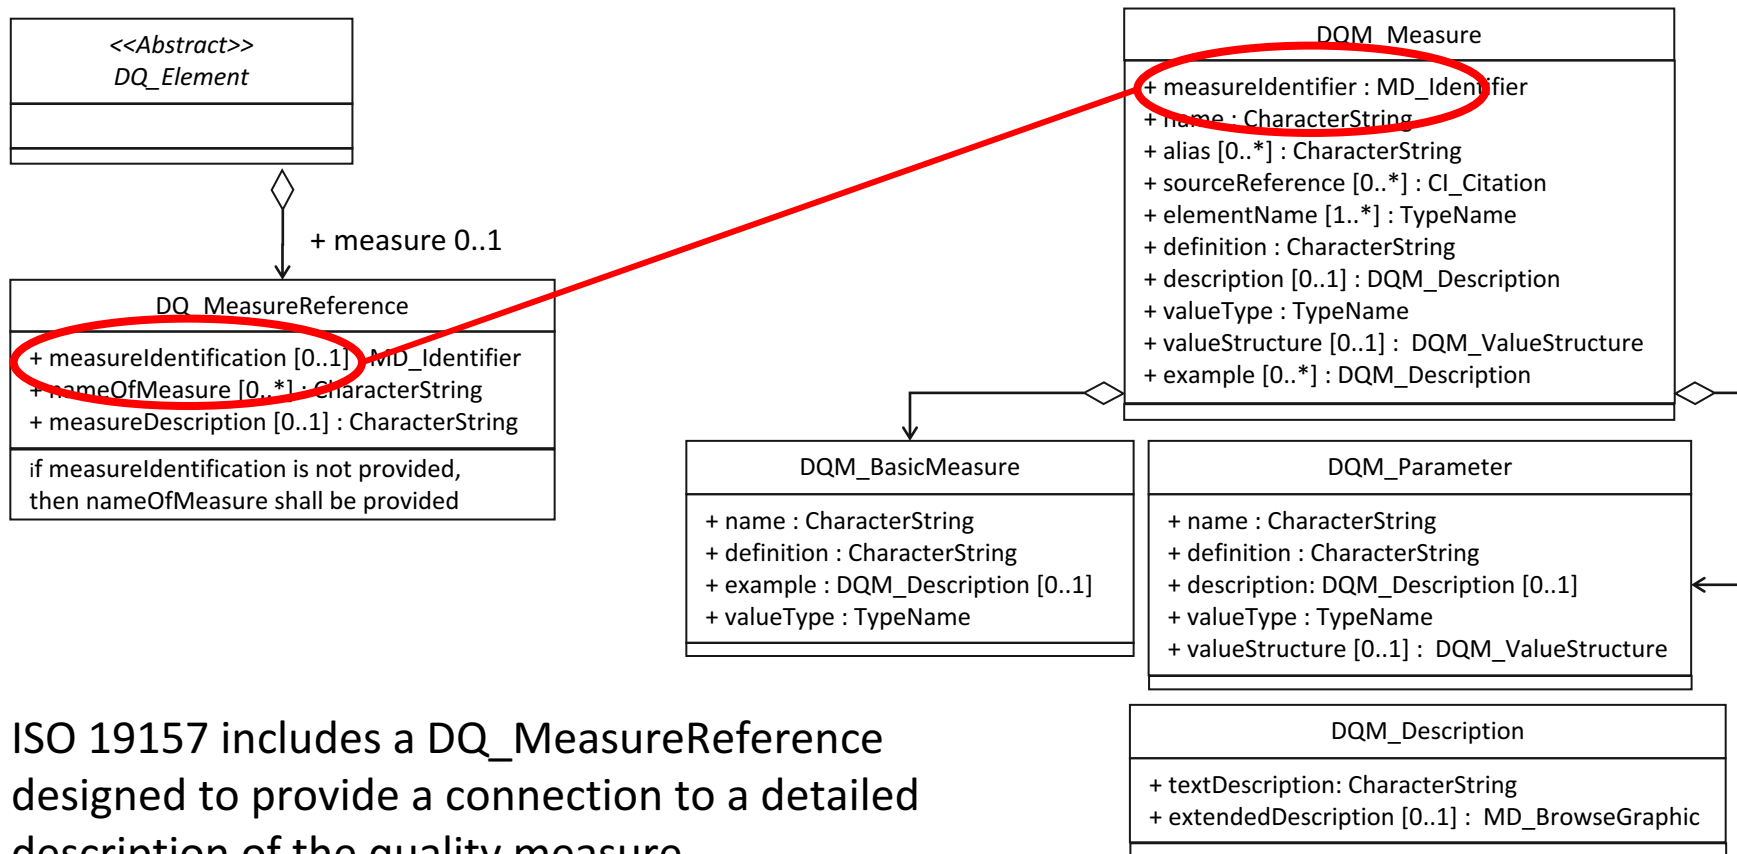 <<Abstract>>
DQ_Element
+ measure 0..1
DQ_MeasureReference
+ measureIdentification [0..1] : MD_Identifier
+ nameOfMeasure [0..*] : CharacterString
+ measureDescription [0..1] : CharacterString
if measureIdentification is not provided,
then nameOfMeasure shall be provided
DQM_Measure
+ measureIdentifier : MD_Identifier
+ name : CharacterString
+ alias [0..*] : CharacterString
+ sourceReference [0..*] : CI_Citation
+ elementName [1..*] : TypeName
+ definition : CharacterString
+ description [0..1] : DQM_Description
+ valueType : TypeName
+ valueStructure [0..1] : DQM_ValueStructure
+ example [0..*] : DQM_Description
DQM_BasicMeasure
+ name : CharacterString
+ definition : CharacterString
+ example : DQM_Description [0..1]
+ valueType : TypeName
DQM_Parameter
+ name : CharacterString
+ definition : CharacterString
+ description: DQM_Description [0..1]
+ valueType : TypeName
+ valueStructure [0..1] : DQM_ValueStructure
DQM_Description
+ textDescription: CharacterString
+ extendedDescription [0..1] : MD_BrowseGraphic
ISO 19157 includes a DQ_MeasureReference
designed to provide a connection to a detailed
description of the quality measure